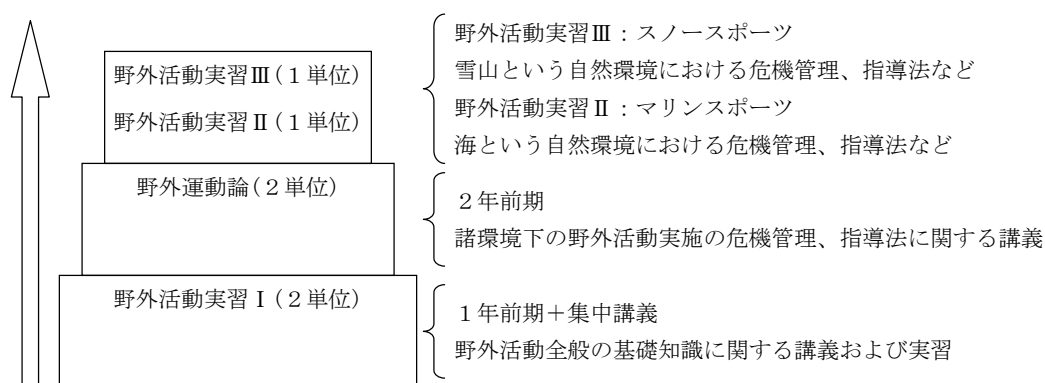 野外活動実習Ⅲ(1単位)
野外活動実習Ⅱ(1単位)
野外活動実習Ⅲ:スノースポーツ
雪山という自然環境における危機管理、指導法など
野外活動実習Ⅱ:マリンスポーツ
海という自然環境における危機管理、指導法など
野外運動論(2単位)
2年前期
諸環境下の野外活動実施の危機管理、指導法に関する講義
野外活動実習Ⅰ(2単位)
1年前期+集中講義
野外活動全般の基礎知識に関する講義および実習